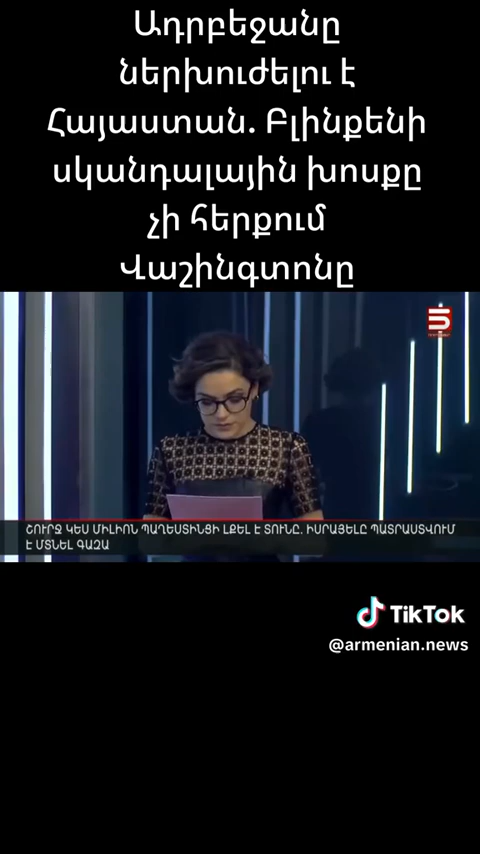 Ադրբեջանը
ներխուժելու է
Հայաստան. Բլինքենի
սկանդալային խոսքը
չի հերքում
Վաշինգտոնը
ՇՈՒՐՋ ԿԵՍ ՄԻԼԻՈՆ ՊԱՂԵՍՏԻՆՑԻ ԼՔԵԼ Է ՏՈՒՆԸ. ԻՍՐԱՅԵԼԸ ՊԱՏՐԱՍՏՎՈՒՄ
Է ՄՏՆԵԼ ԳԱԶԱ
TikTok
@armenian.news